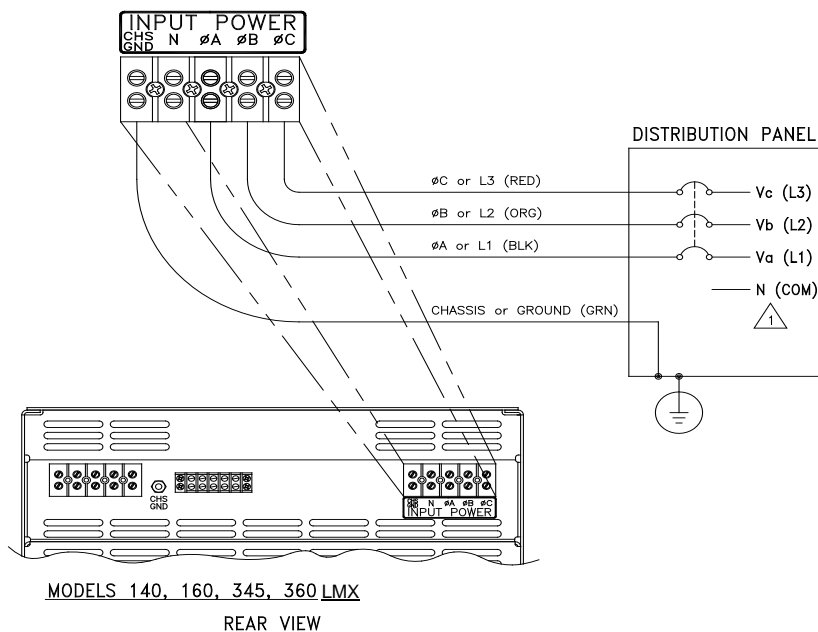 INPUT POWER
CHS GND N øA øB øC
DISTRIBUTION PANEL
øC or L3 (RED)
Vc (L3)
øB or L2 (ORG)
Vb (L2)
øA or L1 (BLK)
Va (L1)
N (COM)
CHASSIS or GROUND (GRN)
1
CHS
GND
N øA øB øC
INPUT POWER
MODELS 140, 160, 345, 360 LMX
REAR VIEW